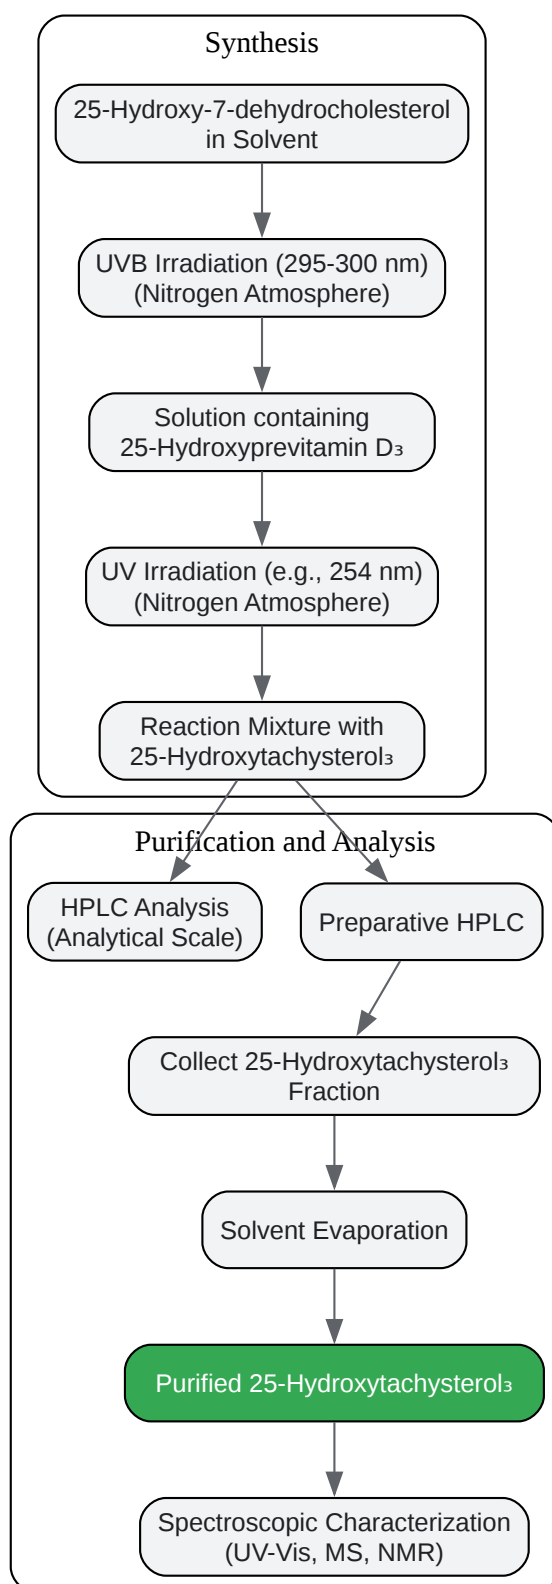 Synthesis
25-Hydroxy-7-dehydrocholesterol
in Solvent
UVB Irradiation (295-300 nm)
(Nitrogen Atmosphere)
Solution containing
25-Hydroxyprevitamin D₃
UV Irradiation (e.g., 254 nm)
(Nitrogen Atmosphere)
Reaction Mixture with
25-Hydroxytachysterol₃
Purification and Analysis
HPLC Analysis
(Analytical Scale)
Preparative HPLC
Collect 25-Hydroxytachysterol₃
Fraction
Solvent Evaporation
Purified 25-Hydroxytachysterol₃
Spectroscopic Characterization
(UV-Vis, MS, NMR)